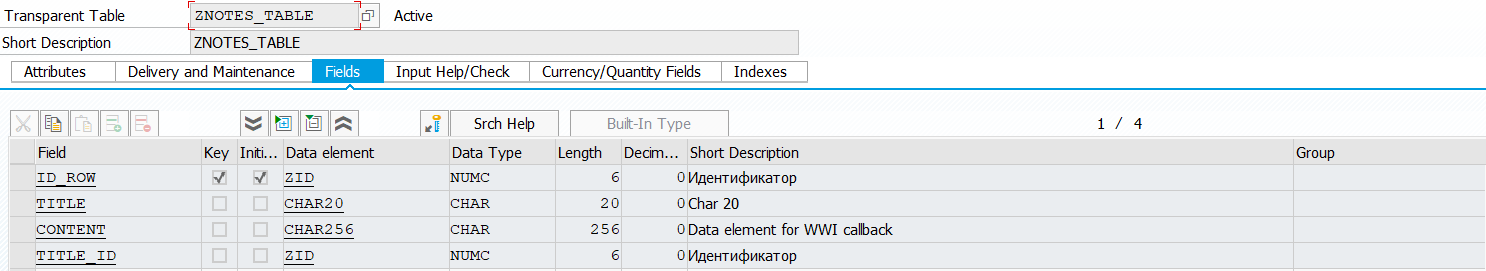 Transparent Table ZNOTES_TABLE Active
Short Description ZNOTES_TABLE
Attributes Delivery and Maintenance Fields Input Help/Check Currency/Quantity Fields Indexes
Srch Help Built-In Type 1 / 4
Field Key Initi... Data element Data Type Length Decim... Short Description Group
ID_ROW ZID NUMC 6 0 Идентификатор
TITLE CHAR20 CHAR 20 0 Char 20
CONTENT CHAR256 CHAR 256 0 Data element for WWI callback
TITLE_ID ZID NUMC 6 0 Идентификатор